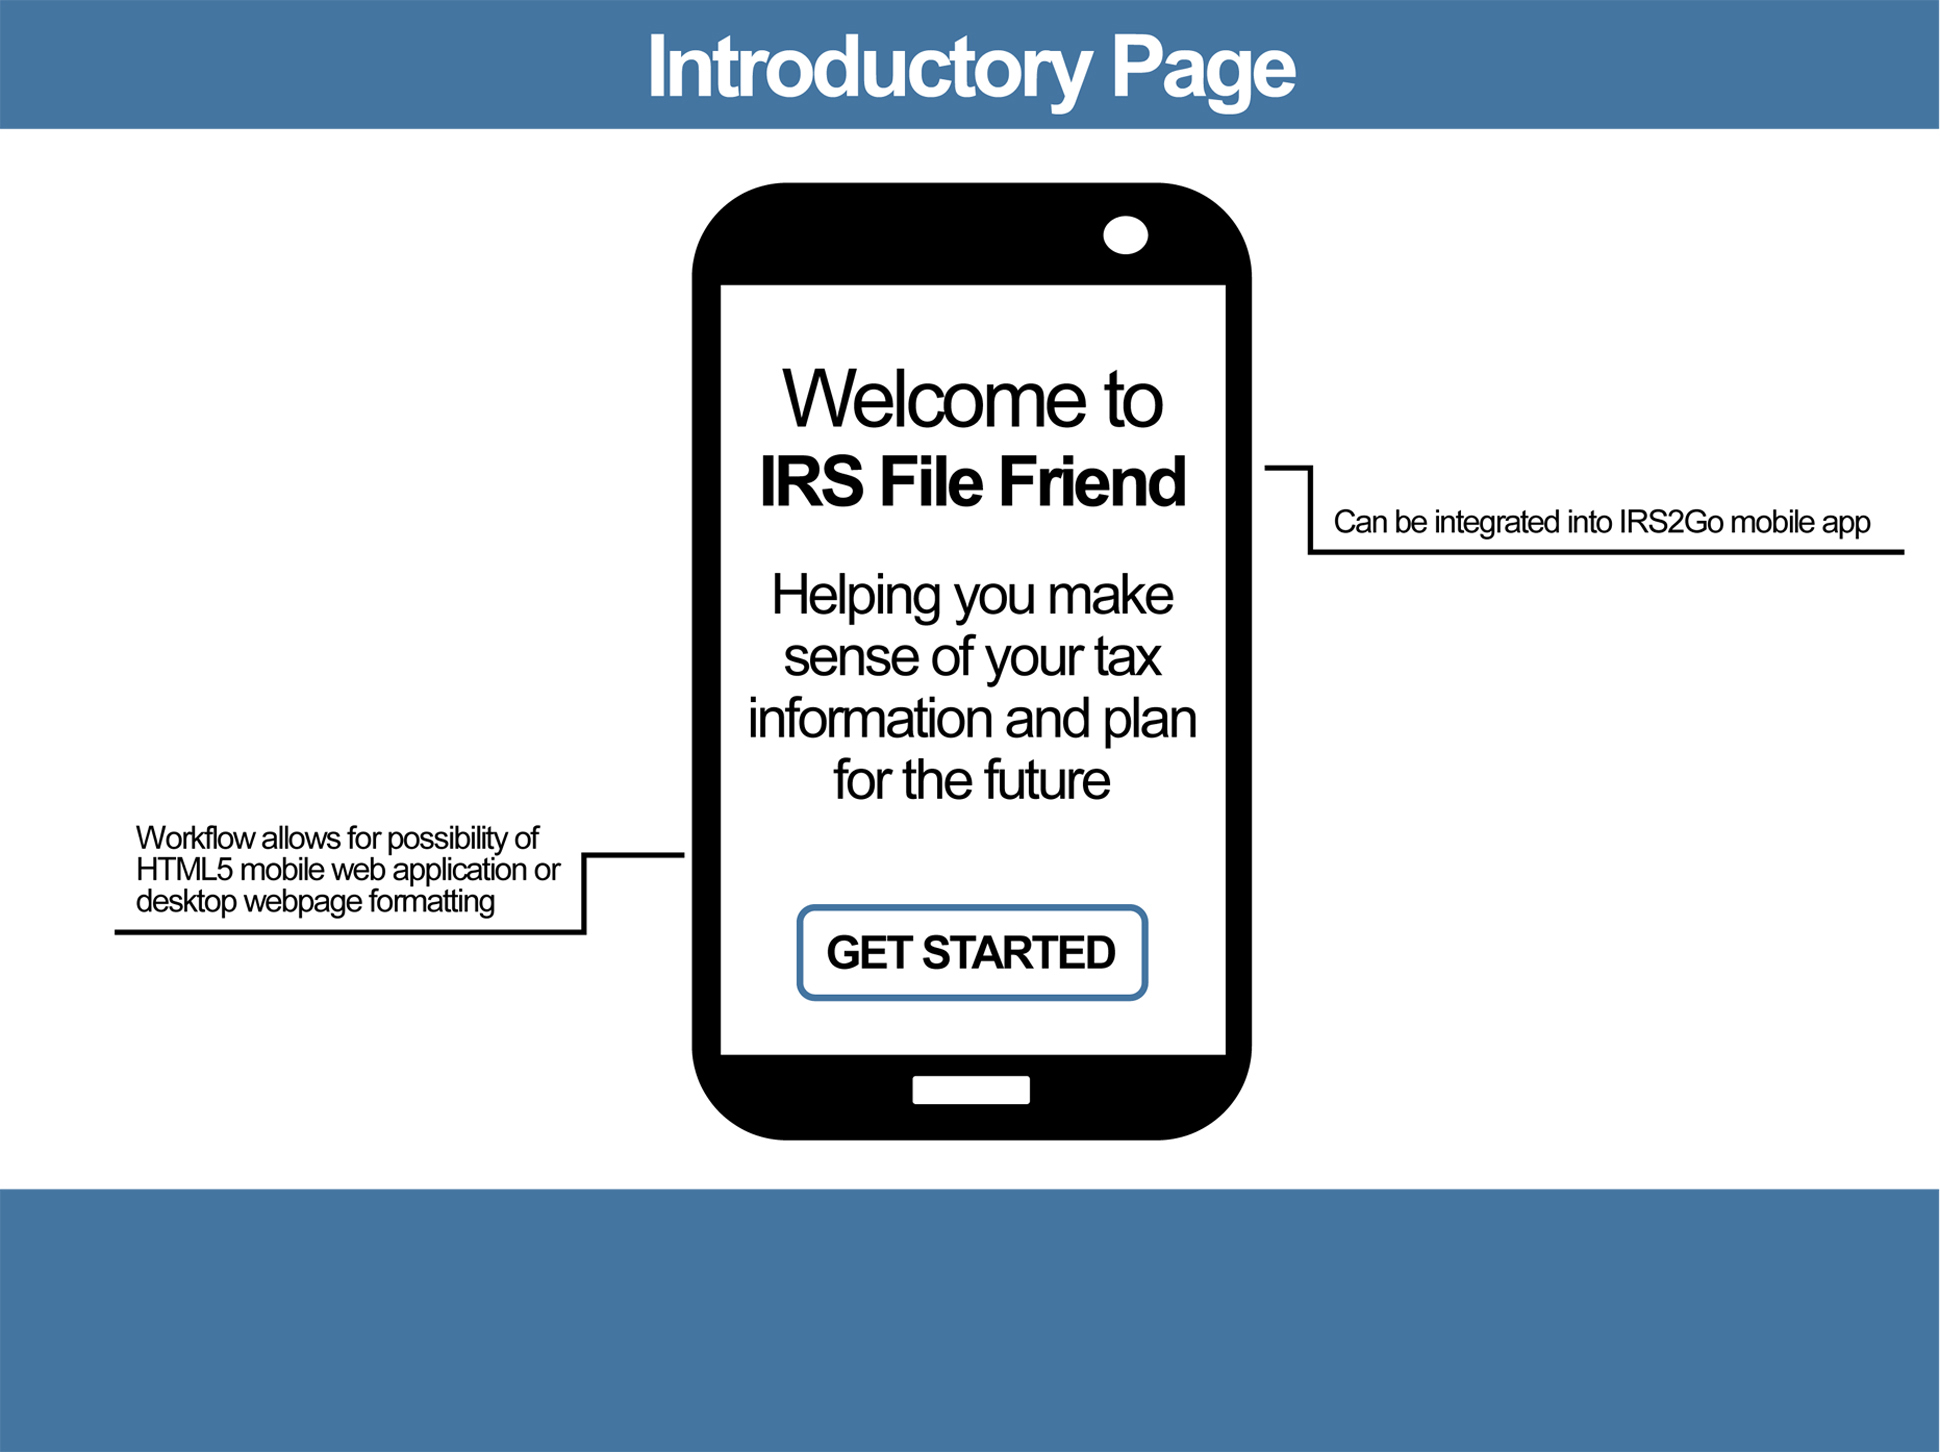 Introductory Page
Welcome to
IRS File Friend
Can be integrated into IRS2Go mobile app
Helping you make
sense of your tax
information and plan
for the future
Workflow allows for possibility of
HTML5 mobile web application or
desktop webpage formatting
GET STARTED